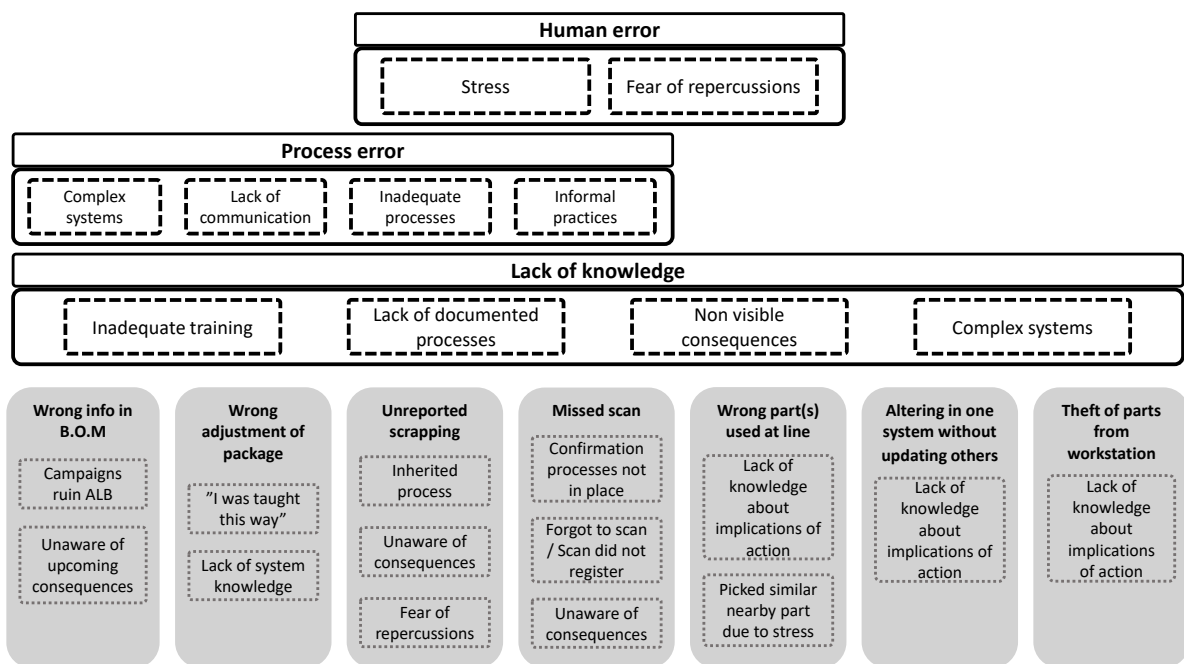 Human error
Stress
Fear of repercussions
Process error
Complex
systems
Lack of
communication
Inadequate
processes
Informal
practices
Lack of knowledge
Inadequate training
Lack of documented
processes
Non visible
consequences
Complex systems
Wrong info in
B.O.M
Campaigns
ruin ALB
Unaware of
upcoming
consequences
Wrong
adjustment of
package
”I was taught
this way”
Lack of system
knowledge
Unreported
scrapping
Inherited
process
Unaware of
consequences
Fear of
repercussions
Missed scan
Confirmation
processes not
in place
Forgot to scan
/ Scan did not
register
Unaware of
consequences
Wrong part(s)
used at line
Lack of
knowledge
about
implications of
action
Picked similar
nearby part
due to stress
Altering in one
system without
updating others
Lack of
knowledge
about
implications of
action
Theft of parts
from
workstation
Lack of
knowledge
about
implications
of action